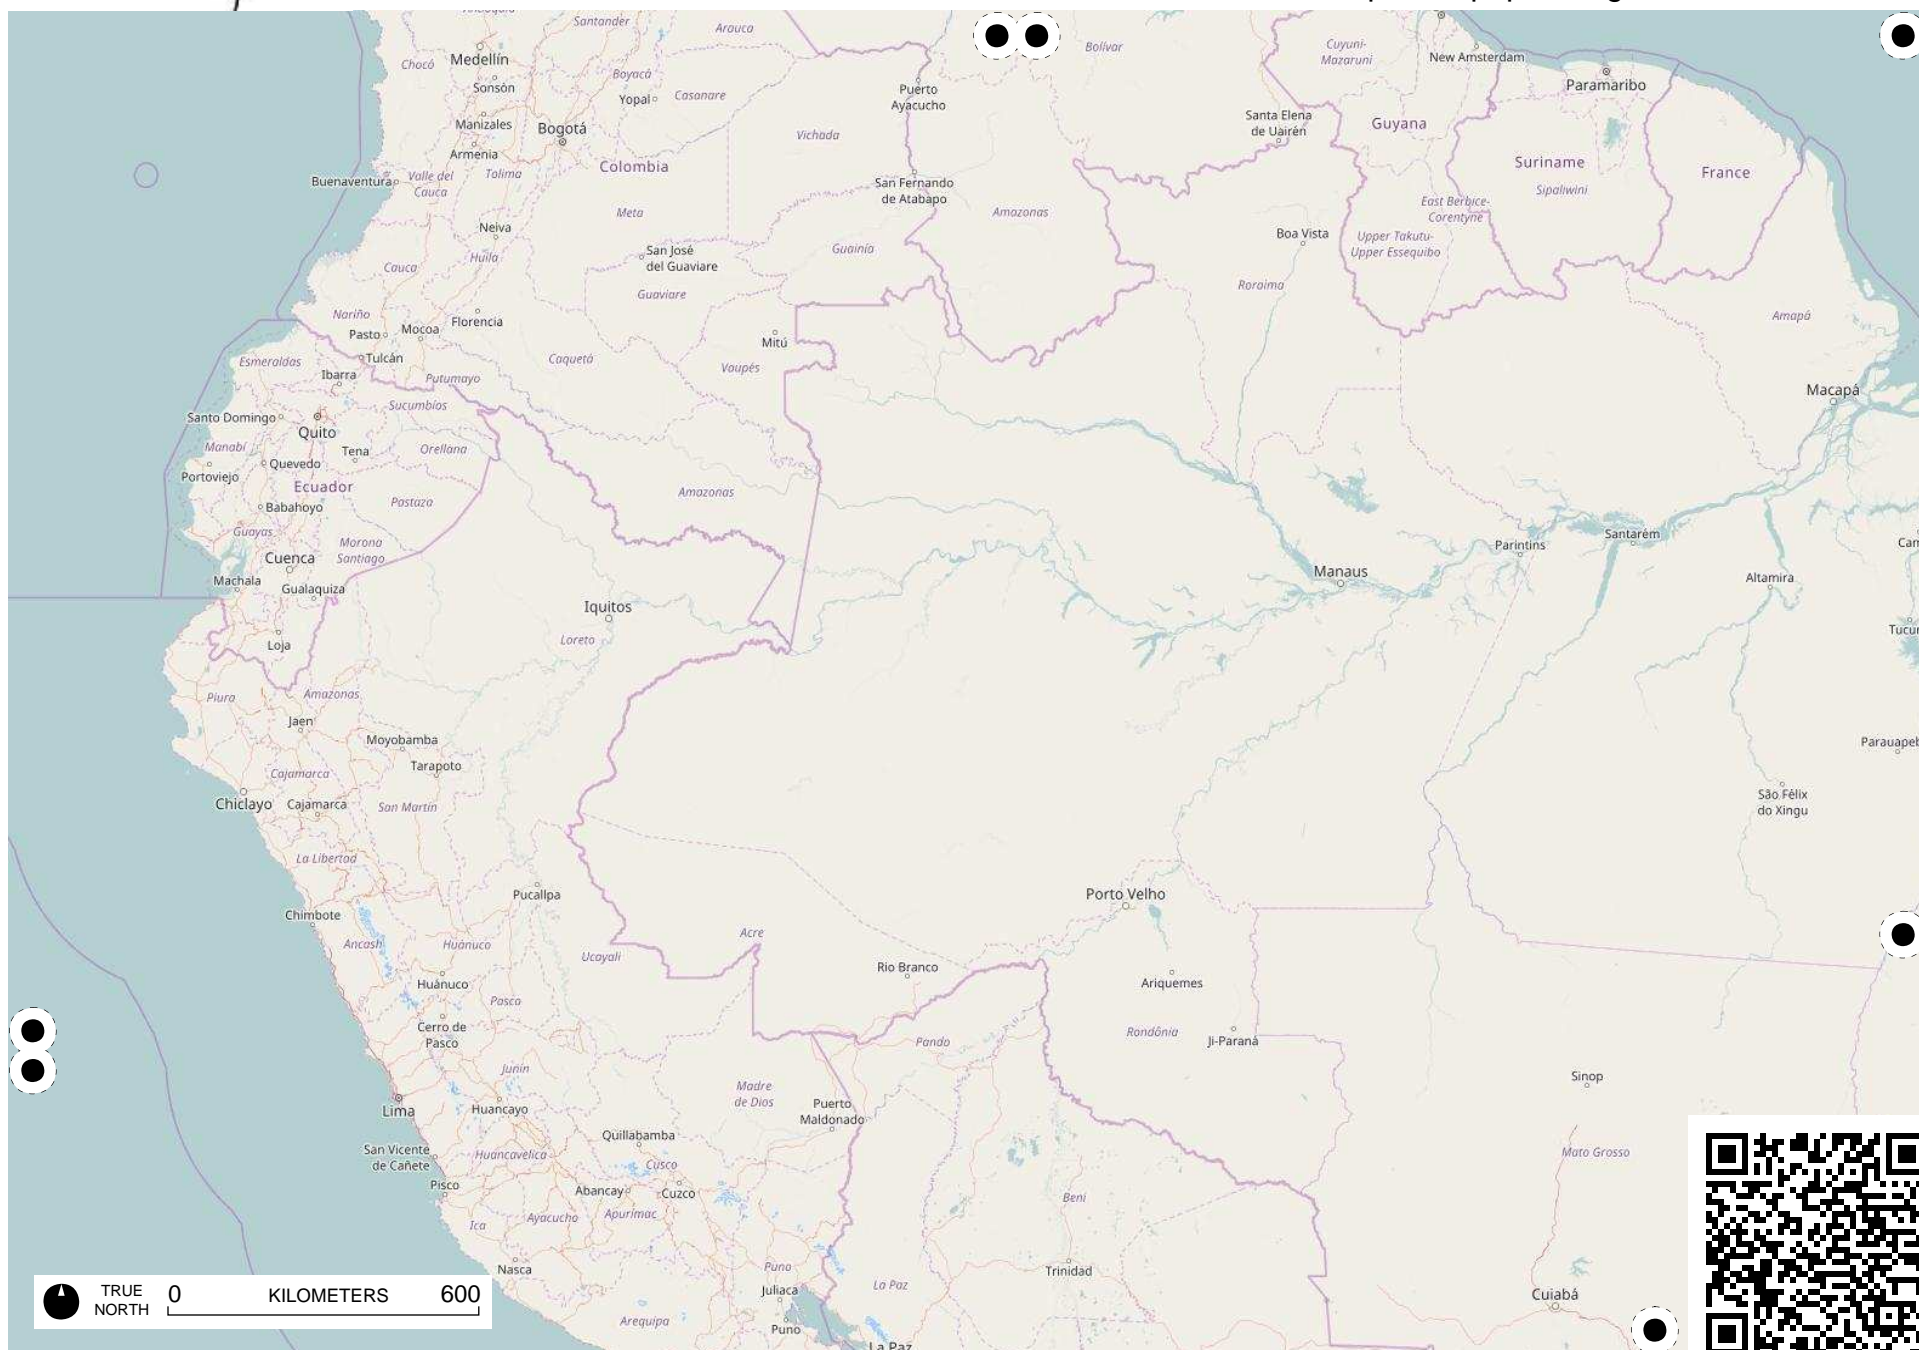 Santander
Arauca
Bolívar
Cuyuni-
Mazaruni
New Amsterdam
Chocó
Medellín
Boyacá
Sonsón
Yopal
Casanare
Puerto
Ayacucho
Paramaribo
Manizales
Bogotá
Vichada
Santa Elena
de Uairén
Guyana
Armenia
Colombia
Suriname
France
Buenaventura
Valle del
Cauca
Tolima
San Fernando
de Atabapo
Sipaliwini
Meta
Amazonas
East Berbice-
Corentyne
Neiva
Boa Vista
Upper Takutu-
Upper Essequibo
San José
del Guaviare
Guainía
Huila
Cauca
Guaviare
Roraima
Nariño
Florencia
Amapá
Pasto
Mocoa
Mitú
Tulcán
Esmeraldas
Caquetá
Vaupés
Ibarra
Putumayo
Macapá
Sucumbíos
Santo Domingo
Quito
Manabí
Tena
Orellana
Quevedo
Portoviejo
Ecuador
Amazonas
Pastaza
Babahoyo
Guayas
Santarém
Morona
Santiago
Parintins
Cam
Cuenca
Manaus
Machala
Gualaquiza
Altamira
Iquitos
Loreto
Tucur
Loja
Piura
Amazonas
Jaen
Moyobamba
Parauapeb
Tarapoto
Cajamarca
Chiclayo
Cajamarca
San Martín
São Félix
do Xingu
La Libertad
Pucallpa
Porto Velho
Chimbote
Acre
Ancash
Huánuco
Ucayali
Rio Branco
Huánuco
Ariquemes
Pasco
Cerro de
Pasco
Pando
Rondônia
Ji-Paraná
Junín
Sinop
Madre
de Dios
Lima
Huancayo
Puerto
Maldonado
Quillabamba
San Vicente
de Cañete
Huancavelica
Cusco
Mato Grosso
Pisco
Abancay
Cuzco
Beni
Ica
Ayacucho
Apurímac
Nasca
Puno
Trinidad
Juliaca
La Paz
Cuiabá
TRUE
NORTH
0 KILOMETERS 600
Arequipa
Puno
La Paz